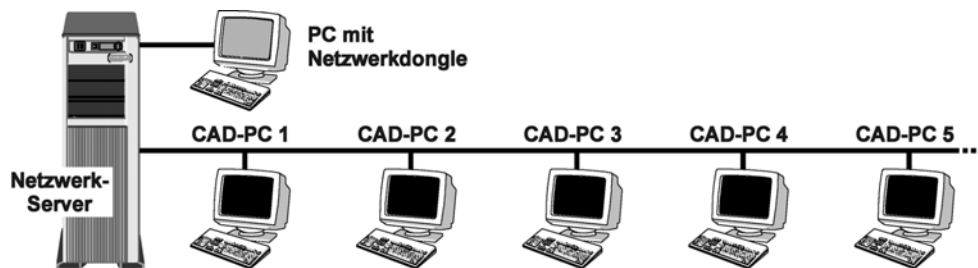 PC mit
Netzwerkdongle
CAD-PC 1
CAD-PC 2
CAD-PC 3
CAD-PC 4
CAD-PC 5
Netzwerk-
Server